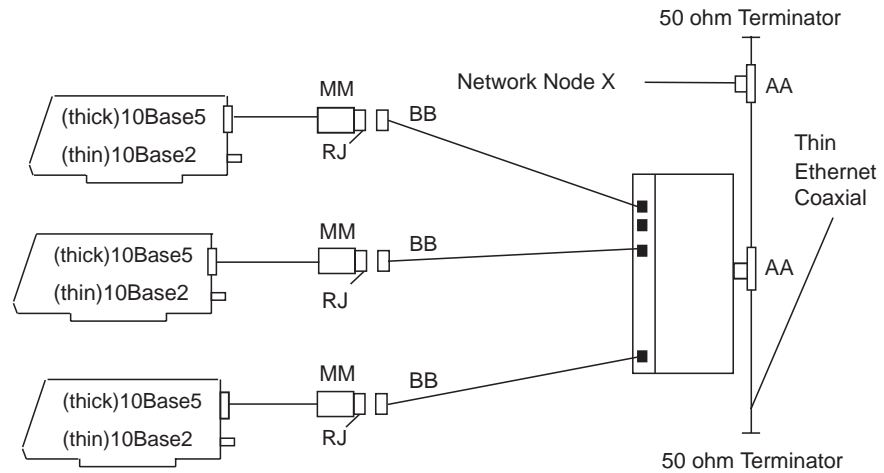 50 ohm Terminator
Network Node X
AA
MM
(thick)10Base5
BB
(thin)10Base2
RJ
Thin
Ethernet
Coaxial
MM
(thick)10Base5
BB
AA
(thin)10Base2
RJ
MM
BB
(thick)10Base5
(thin)10Base2
RJ
50 ohm Terminator